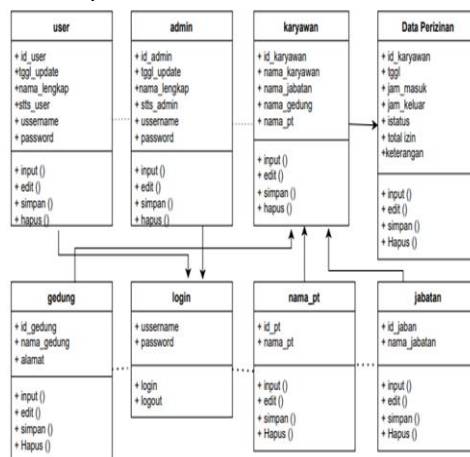 user
+ id_user
+tggl_update
+nama_lengkap
+stts_user
+ ussername
+ password
+ input ()
+ edit ()
+ simpan ()
+ hapus ()
admin
+ id_admin
+tggl_update
+nama_lengkap
+ stts_admin
+ ussername
+ password
+ input ()
+ edit ()
+ simpan ()
+ hapus ()
karyawan
+ id_karyawan
+ nama_karyawan
+ nama_jabatan
+ nama_gedung
+ nama_pt
+ input ()
+ edit ()
+ simpan ()
+ hapus ()
Data Perizinan
+ id_karyawan
+ tggl
+ jam_masuk
+ jam_keluar
+ istatus
+ total izin
+keterangan
+ input ()
+ edit ()
+ simpan ()
+ Hapus ()
gedung
+ id_gedung
+ nama_gedung
+ alamat
+ input ()
+ edit ()
+ simpan ()
+ Hapus ()
login
+ ussername
+ password
+ login
+ logout
nama_pt
+ id_pt
+ nama_pt
+ input ()
+ edit ()
+ simpan ()
+ Hapus ()
jabatan
+ id_jaban
+ nama_jabatan
+ input ()
+ edit ()
+ simpan ()
+ Hapus ()